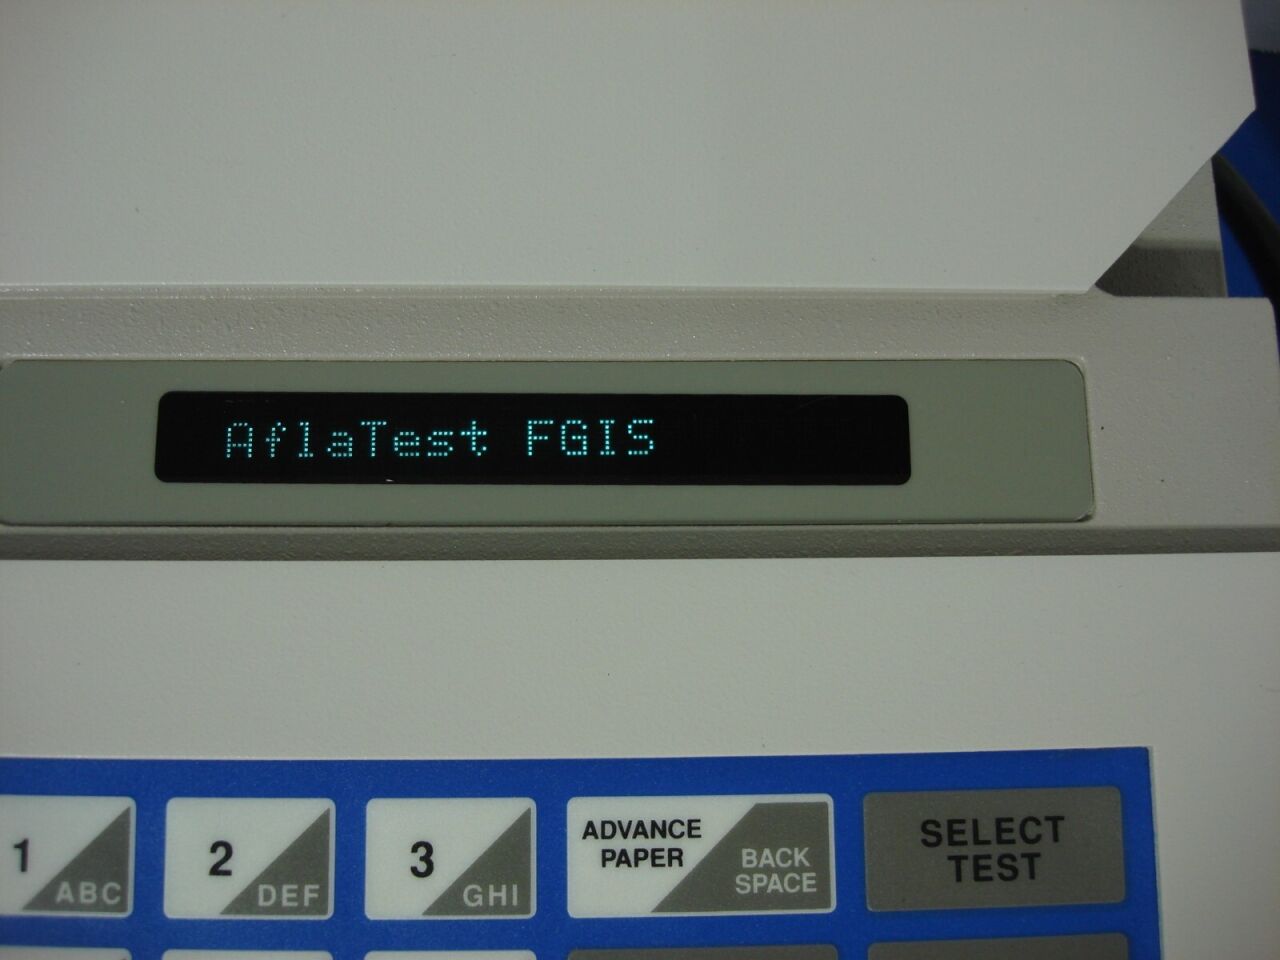 AflaTest FGIS
1
ABC
2
DEF
3
GHI
ADVANCE
PAPER
BACK
SPACE
SELECT
TEST